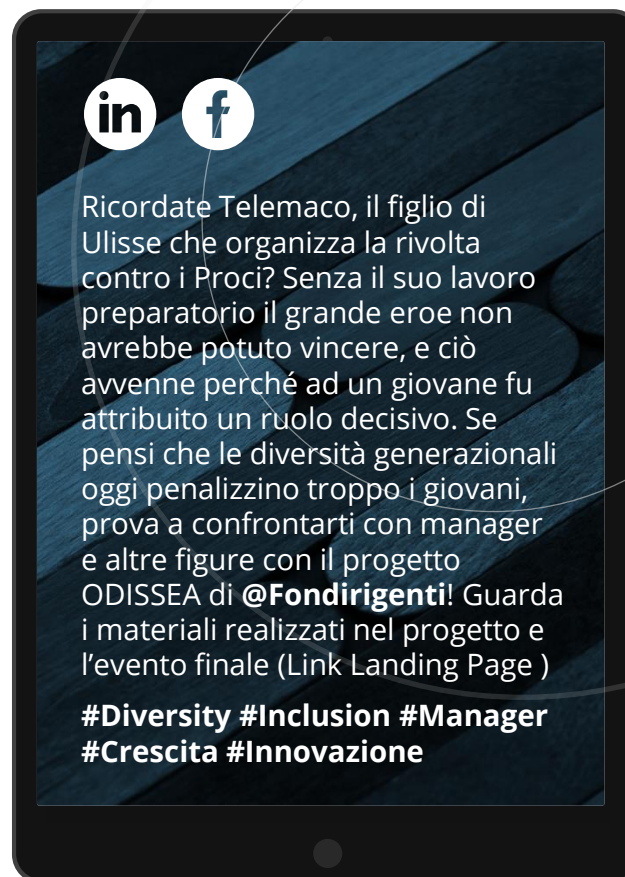 in f
Ricordate Telemaco, il figlio di
Ulisse che organizza la rivolta
contro i Proci? Senza il suo lavoro
preparatorio il grande eroe non
avrebbe potuto vincere, e ciò
avvenne perché ad un giovane fu
attribuito un ruolo decisivo. Se
pensi che le diversità generazionali
oggi penalizzino troppo i giovani,
prova a confrontarti con manager
e altre figure con il progetto
ODISSEA di @Fondirigenti! Guarda
i materiali realizzati nel progetto e
l’evento finale (Link Landing Page )
#Diversity #Inclusion #Manager
#Crescita #Innovazione